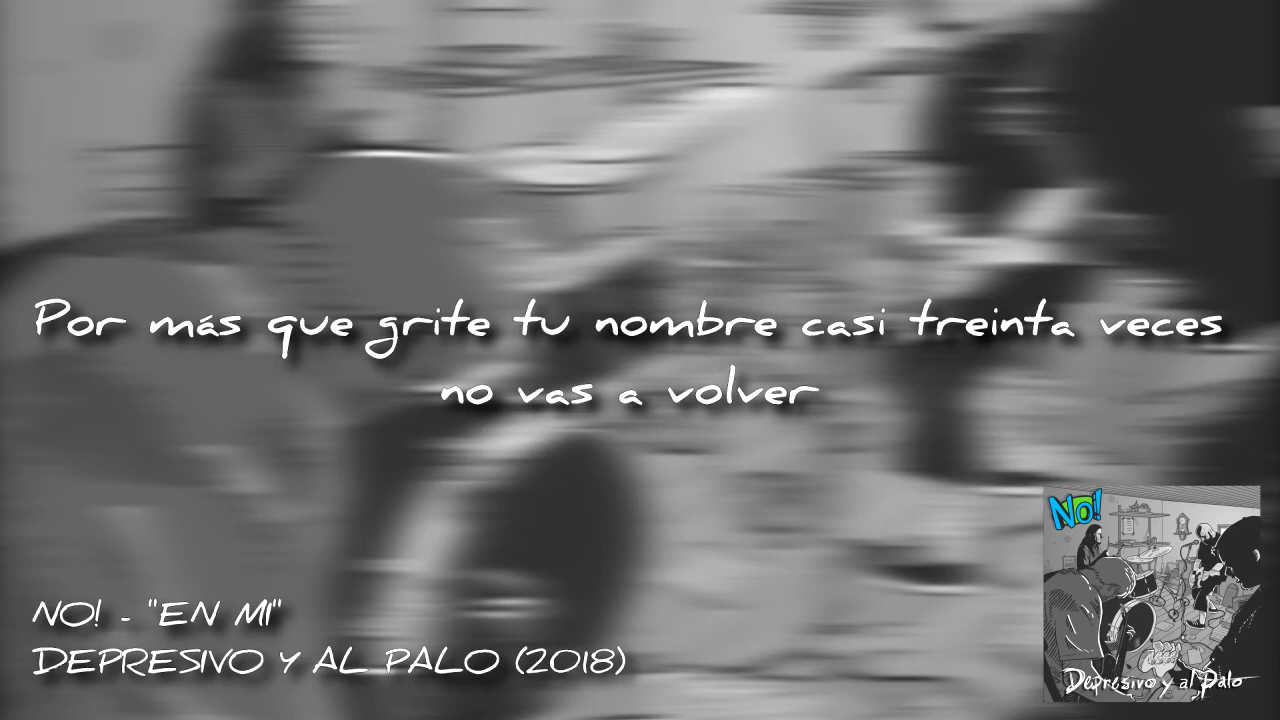 Por más que grite tu nombre casi treinta veces
no vas a volver
NO!
Depresivo y al Palo
NO! - "EN MI"
DEPRESIVO Y AL PALO (2018)